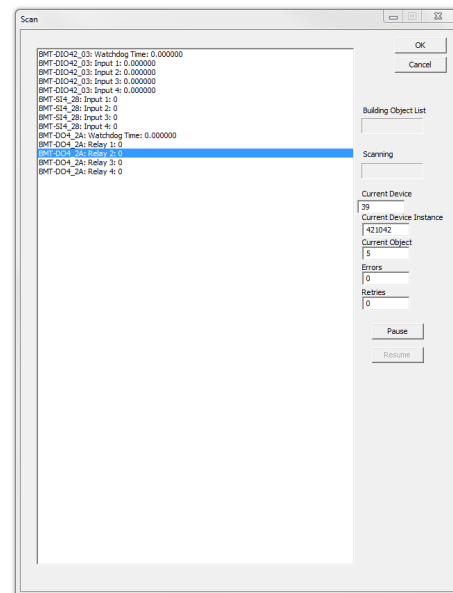 Scan
BMT-DIO42_03: Watchdog Time: 0.000000
BMT-DIO42_03: Input 1: 0.000000
BMT-DIO42_03: Input 2: 0.000000
BMT-DIO42_03: Input 3: 0.000000
BMT-DIO42_03: Input 4: 0.000000
BMT-SI4_28: Input 1: 0
BMT-SI4_28: Input 2: 0
BMT-SI4_28: Input 3: 0
BMT-SI4_28: Input 4: 0
BMT-DO4_2A: Watchdog Time: 0.000000
BMT-DO4_2A: Relay 1: 0
BMT-DO4_2A: Relay 2: 0
BMT-DO4_2A: Relay 3: 0
BMT-DO4_2A: Relay 4: 0
OK
Cancel
Building Object List
Scanning
Current Device
39
Current Device Instance
421042
Current Object
5
Errors
0
Retries
0
Pause
Resume